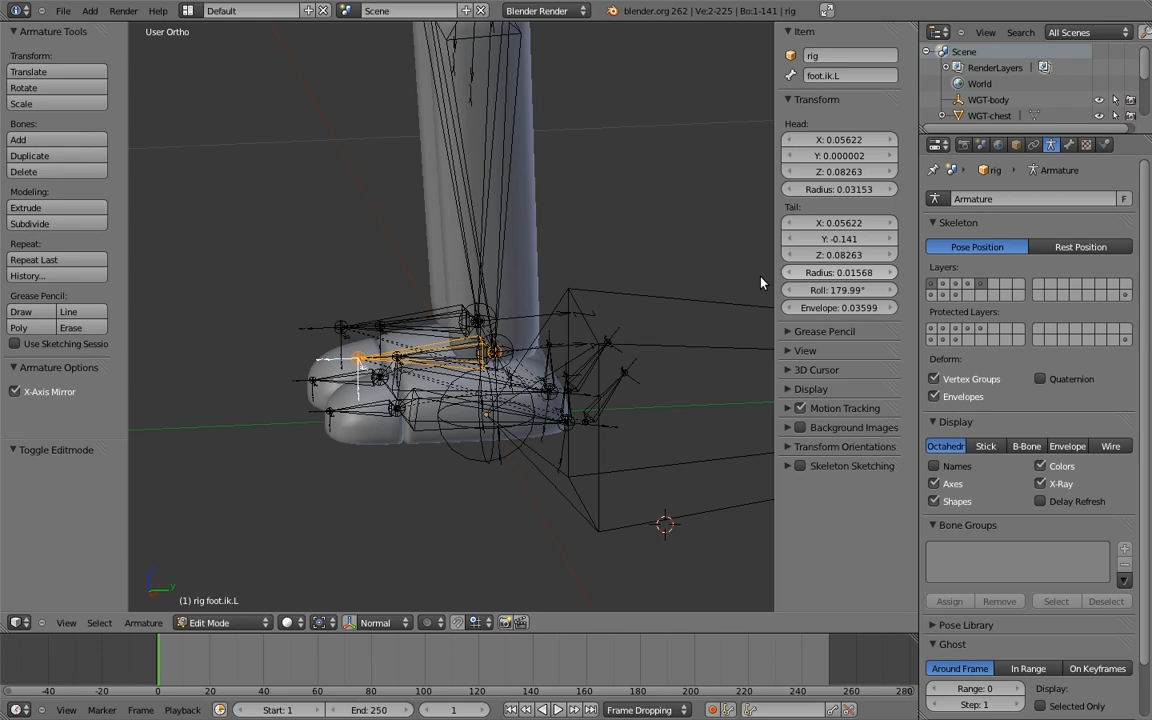 File Add Render Help Default Scene Blender Render blender.org 262 | Ve:2-225 | Bo:1-141 | rig
View Search All Scenes
Scene
RenderLayers
World
WGT-body
WGT-chest
Armature Tools
Transform:
Translate
Rotate
Scale
Bones:
Add
Duplicate
Delete
Modeling:
Extrude
Subdivide
Repeat:
Repeat Last
History...
Grease Pencil:
Draw Line
Poly Erase
Use Sketching Sessio
Armature Options
X-Axis Mirror
Toggle Editmode
User Ortho
z
y
(1) rig foot.ik.L
Item
rig
foot.ik.L
Transform
Head:
X: 0.05622
Y: 0.000002
Z: 0.08263
Radius: 0.03153
Tail:
X: 0.05622
Y: -0.141
Z: 0.08263
Radius: 0.01568
Roll: 179.99°
Envelope: 0.03599
Grease Pencil
View
3D Cursor
Display
Motion Tracking
Background Images
Transform Orientations
Skeleton Sketching
rig Armature
Armature F
Skeleton
Pose Position Rest Position
Layers:
Protected Layers:
Deform:
Vertex Groups Quaternion
Envelopes
Display
Octahedr Stick B-Bone Envelope Wire
Names Colors
Axes X-Ray
Shapes Delay Refresh
Bone Groups
Assign Remove Select Deselect
Pose Library
Ghost
Around Frame In Range On Keyframes
Range: 0 Display:
Step: 1 Selected Only
View Select Armature Edit Mode Normal
-40 -20 0 20 40 60 80 100 120 140 160 180 200 220 240 260 280
View Marker Frame Playback Start: 1 End: 250 1 Frame Dropping